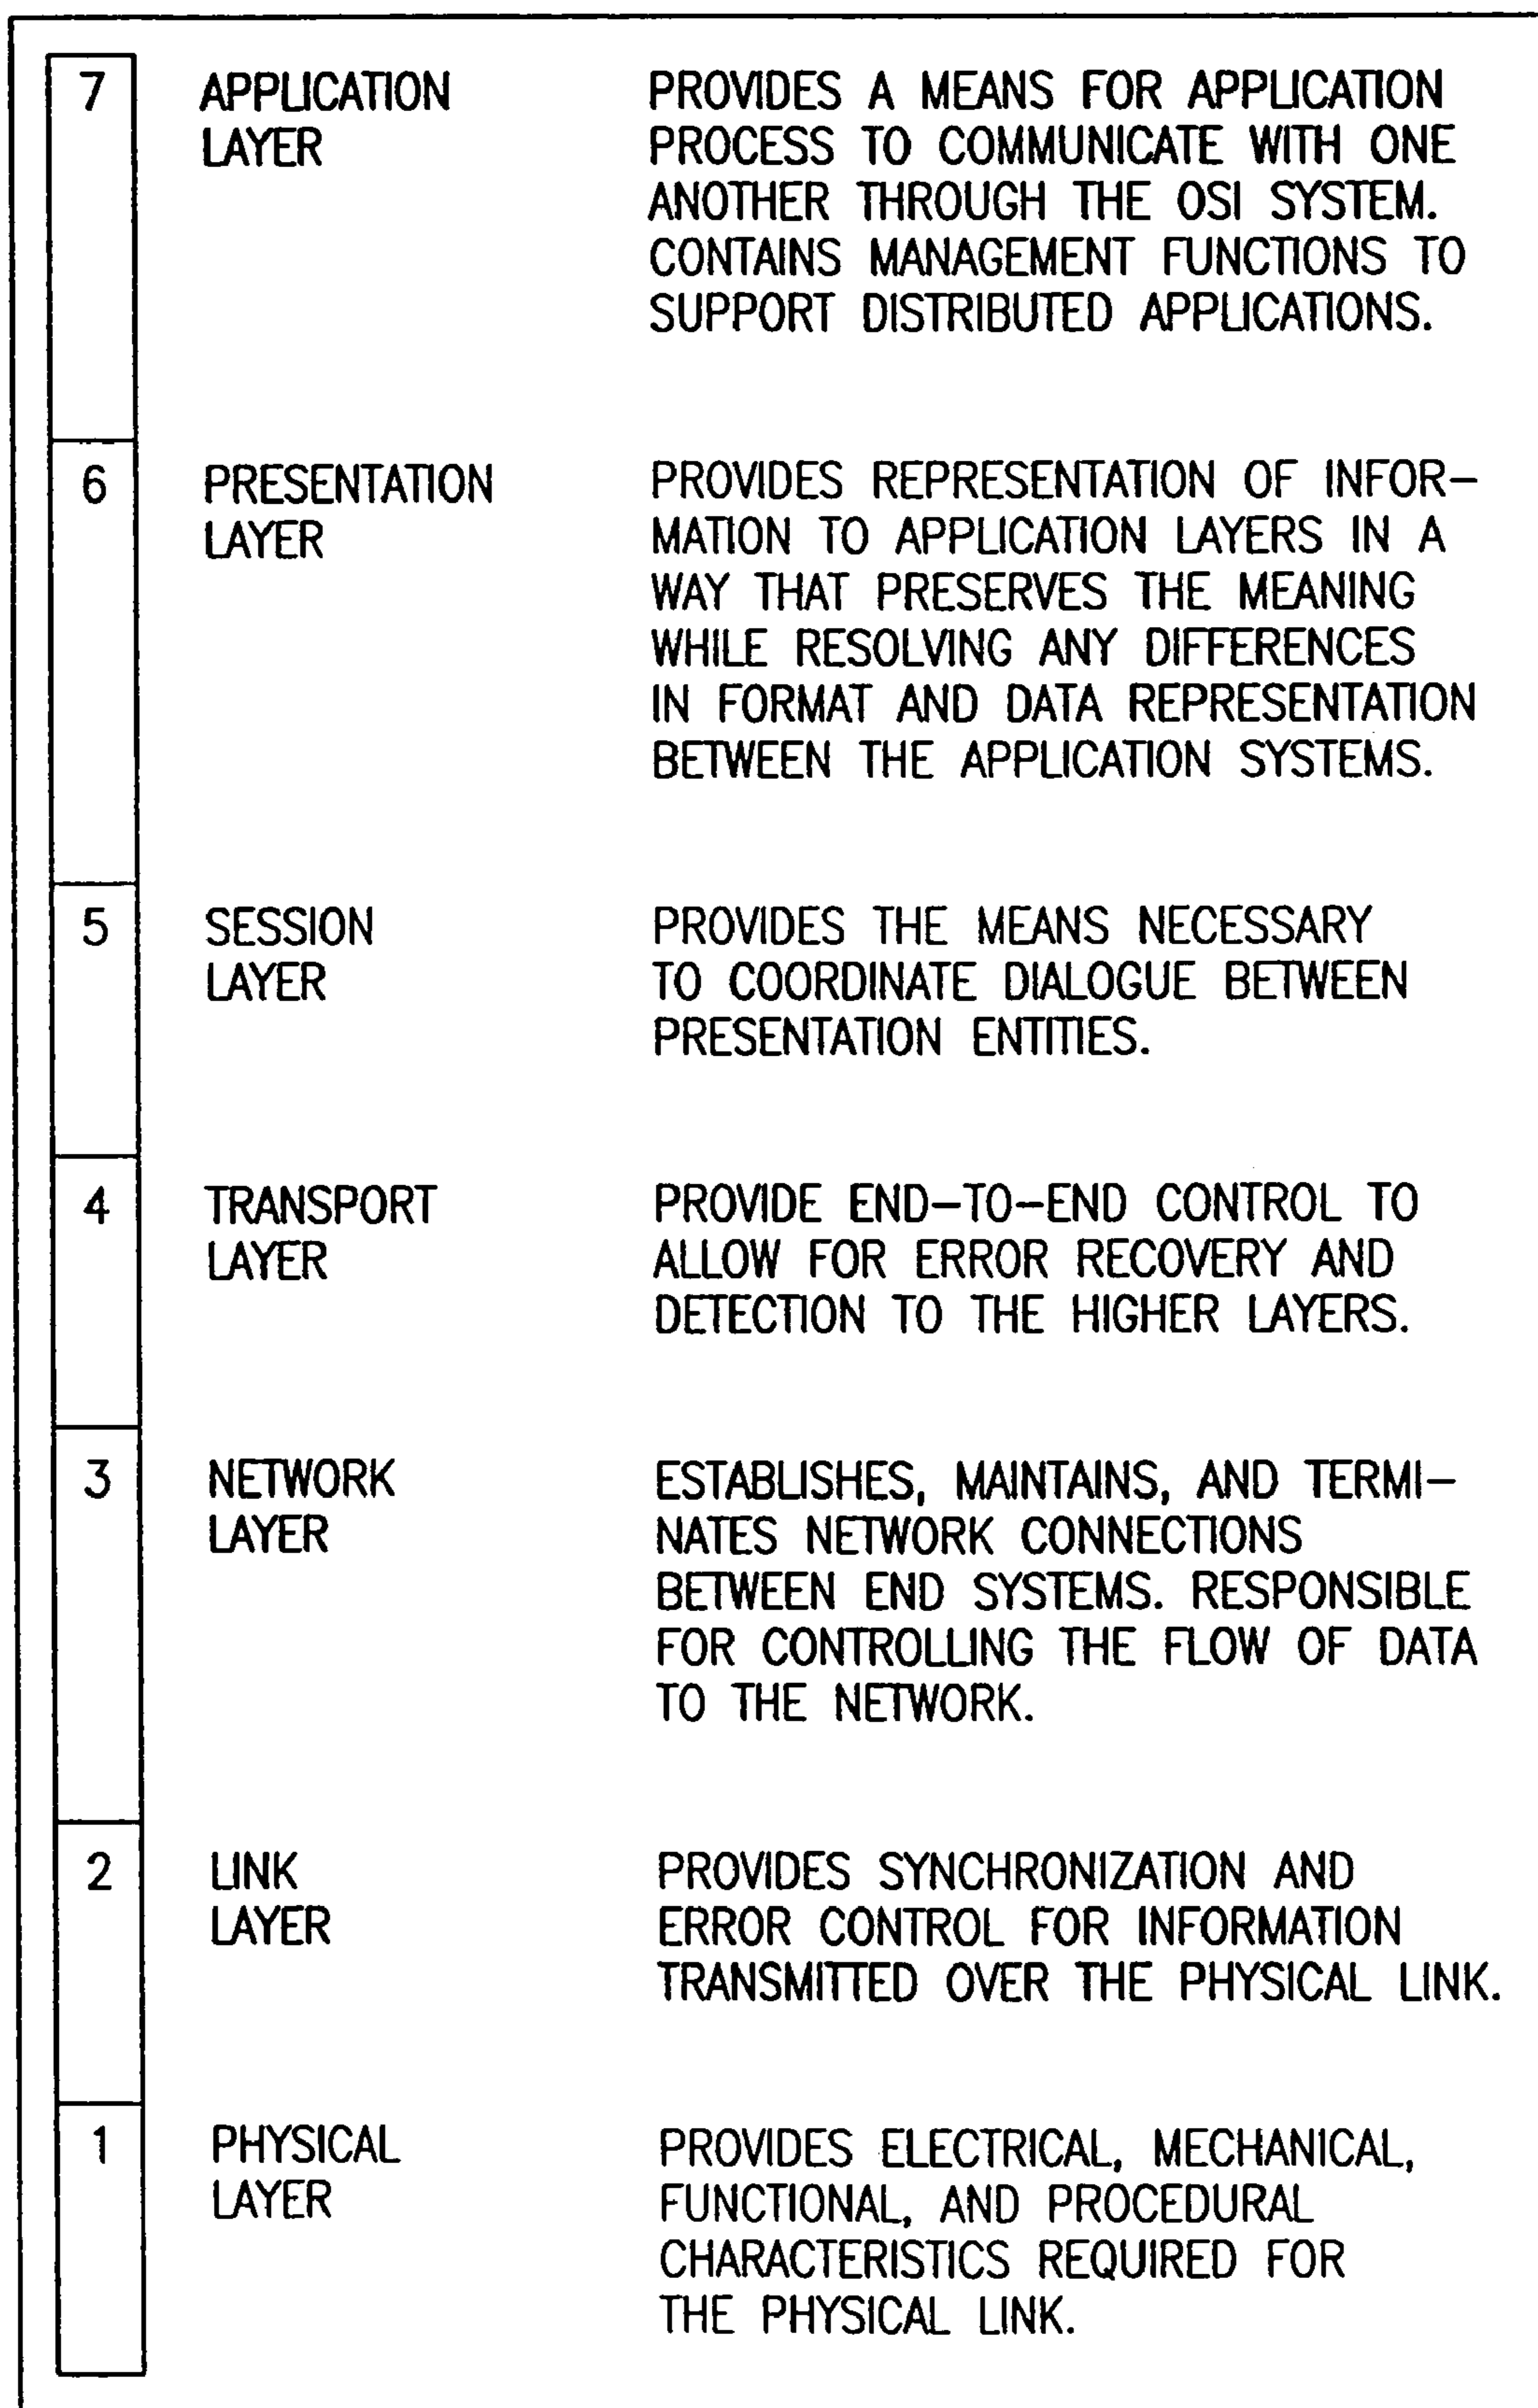 7 APPLICATION PROVIDES A MEANS FOR APPLICATION
LAYER PROCESS TO COMMUNICATE WITH ONE
ANOTHER THROUGH THE OSI SYSTEM.
CONTAINS MANAGEMENT FUNCTIONS TO
SUPPORT DISTRIBUTED APPLICATIONS.
6 PRESENTATION PROVIDES REPRESENTATION OF INFOR-
LAYER MATION TO APPLICATION LAYERS IN A
WAY THAT PRESERVES THE MEANING
WHILE RESOLVING ANY DIFFERENCES
IN FORMAT AND DATA REPRESENTATION
BETWEEN THE APPLICATION SYSTEMS.
5 SESSION PROVIDES THE MEANS NECESSARY
LAYER TO COORDINATE DIALOGUE BETWEEN
PRESENTATION ENTITIES.
4 TRANSPORT PROVIDE END-TO-END CONTROL TO
LAYER ALLOW FOR ERROR RECOVERY AND
DETECTION TO THE HIGHER LAYERS.
3 NETWORK ESTABLISHES, MAINTAINS, AND TERMI-
LAYER NATES NETWORK CONNECTIONS
BETWEEN END SYSTEMS. RESPONSIBLE
FOR CONTROLLING THE FLOW OF DATA
TO THE NETWORK.
2 LINK PROVIDES SYNCHRONIZATION AND
LAYER ERROR CONTROL FOR INFORMATION
TRANSMITTED OVER THE PHYSICAL LINK.
1 PHYSICAL PROVIDES ELECTRICAL, MECHANICAL,
LAYER FUNCTIONAL, AND PROCEDURAL
CHARACTERISTICS REQUIRED FOR
THE PHYSICAL LINK.